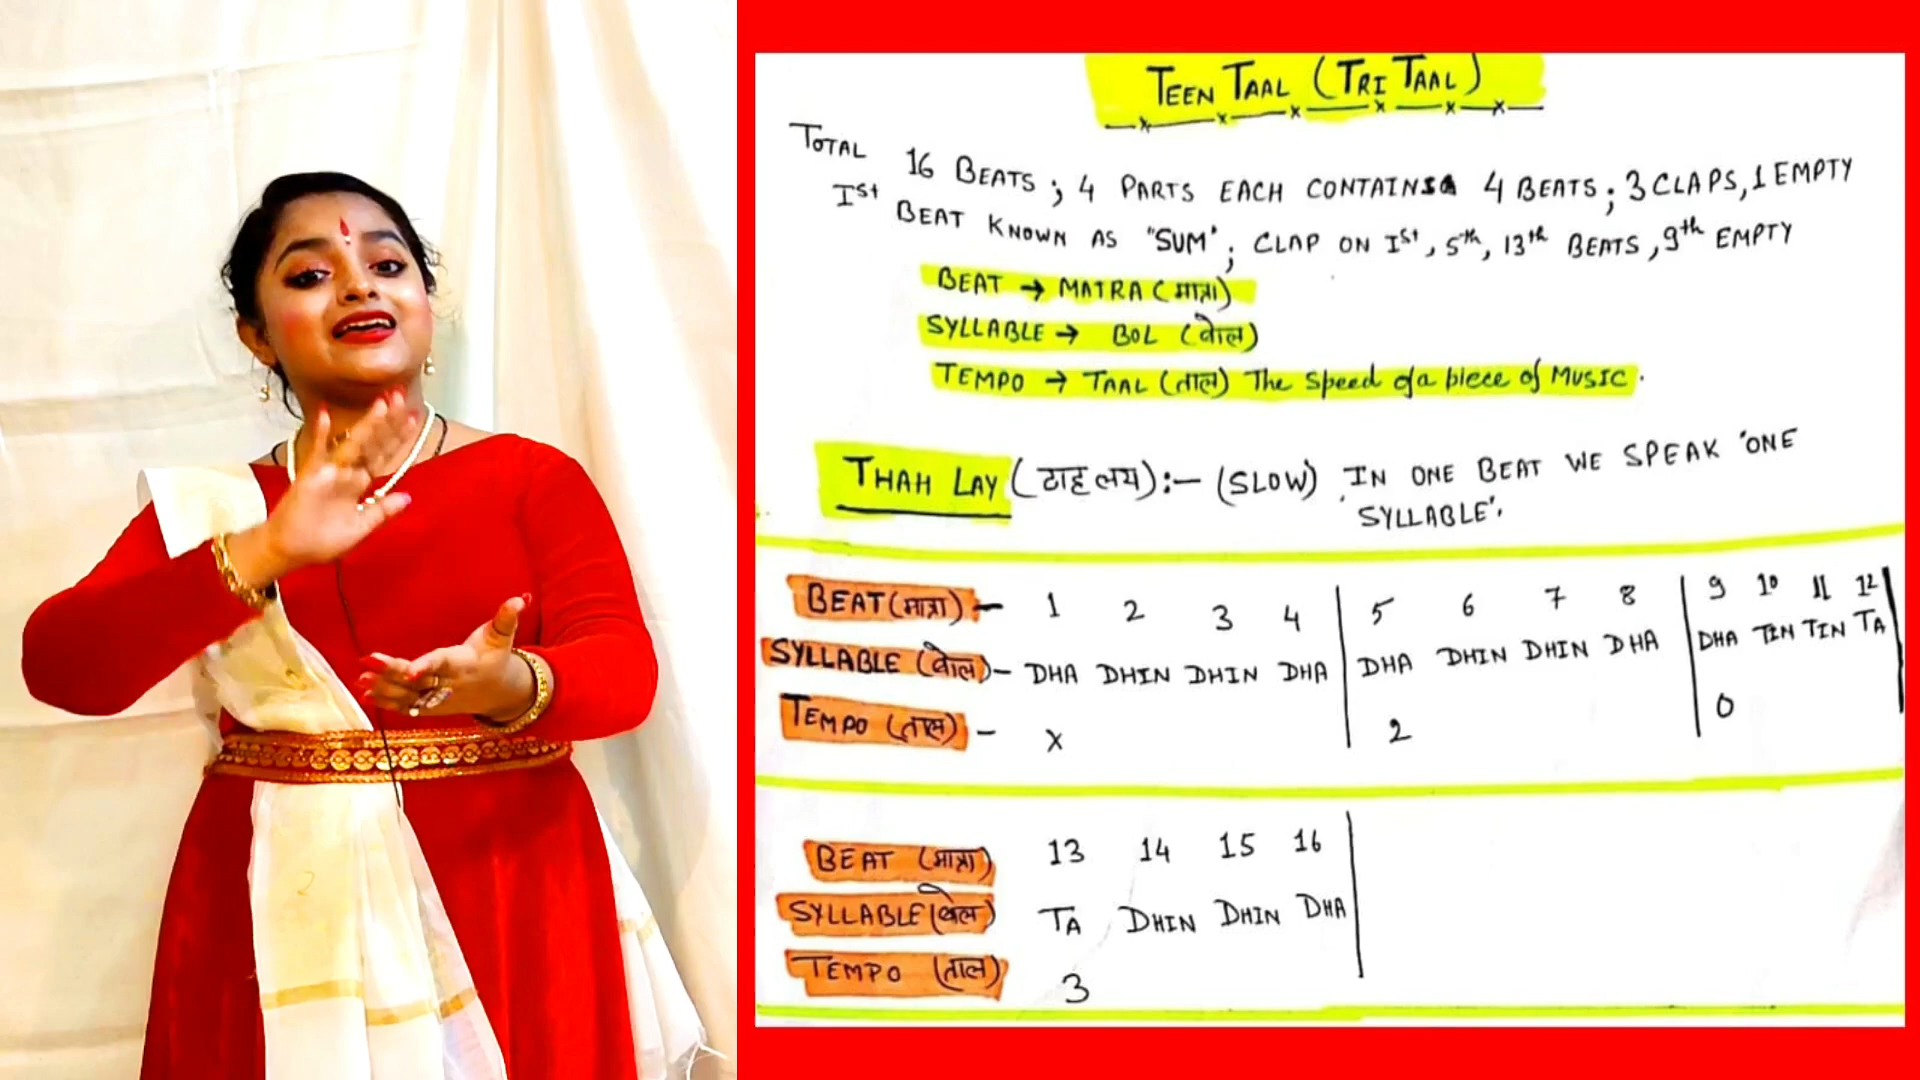 TEEN TAAL (TRI TAAL)
TOTAL 16 BEATS ; 4 PARTS EACH CONTAINS 4 BEATS ; 3 CLAPS, 1 EMPTY
Ist BEAT KNOWN AS "SUM" ; CLAP ON Ist, 5th, 13th BEATS, 9th EMPTY
BEAT → MATRA (मात्रा)
SYLLABLE → BOL (बोल)
TEMPO → TAAL (ताल) The speed of a piece of MUSIC.
THAH LAY (ठाह लय) :- (SLOW) IN ONE BEAT WE SPEAK 'ONE
SYLLABLE'.
BEAT (मात्रा) - 1 2 3 4 | 5 6 7 8 | 9 10 11 12 |
SYLLABLE (बोल) - DHA DHIN DHIN DHA | DHA DHIN DHIN DHA | DHA TIN TIN TA |
TEMPO (ताल) - X 2 0
BEAT (मात्रा) 13 14 15 16
SYLLABLE (बोल) TA DHIN DHIN DHA
TEMPO (ताल) 3